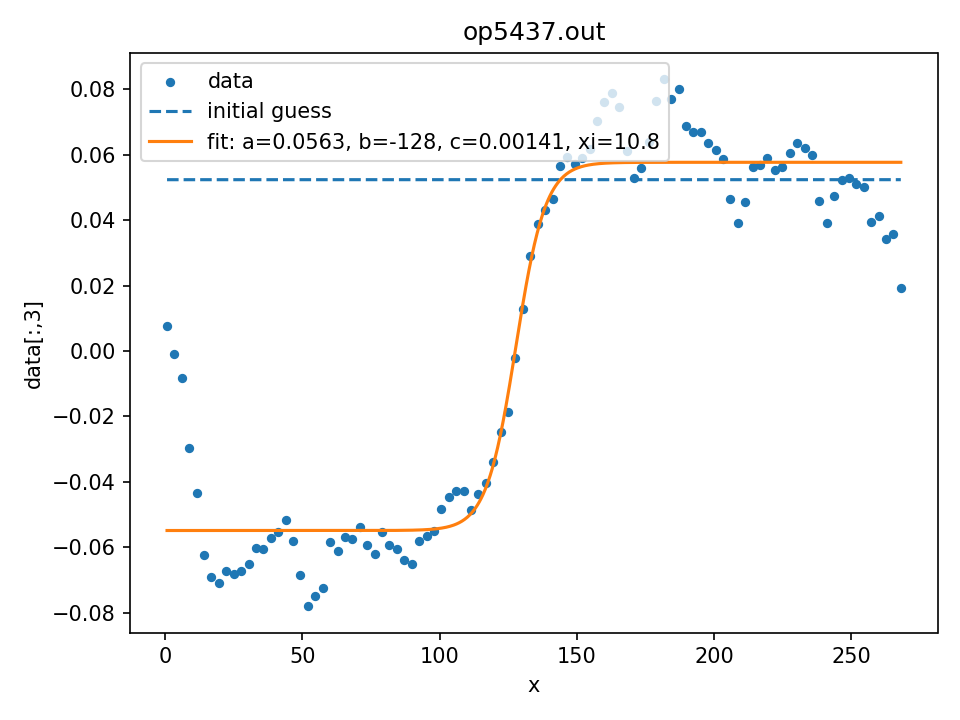 op5437.out
data
initial guess
fit: a=0.0563, b=-128, c=0.00141, xi=10.8
0.08
0.06
0.04
0.02
0.00
−0.02
−0.04
−0.06
−0.08
data[:,3]
0
50
100
150
200
250
x